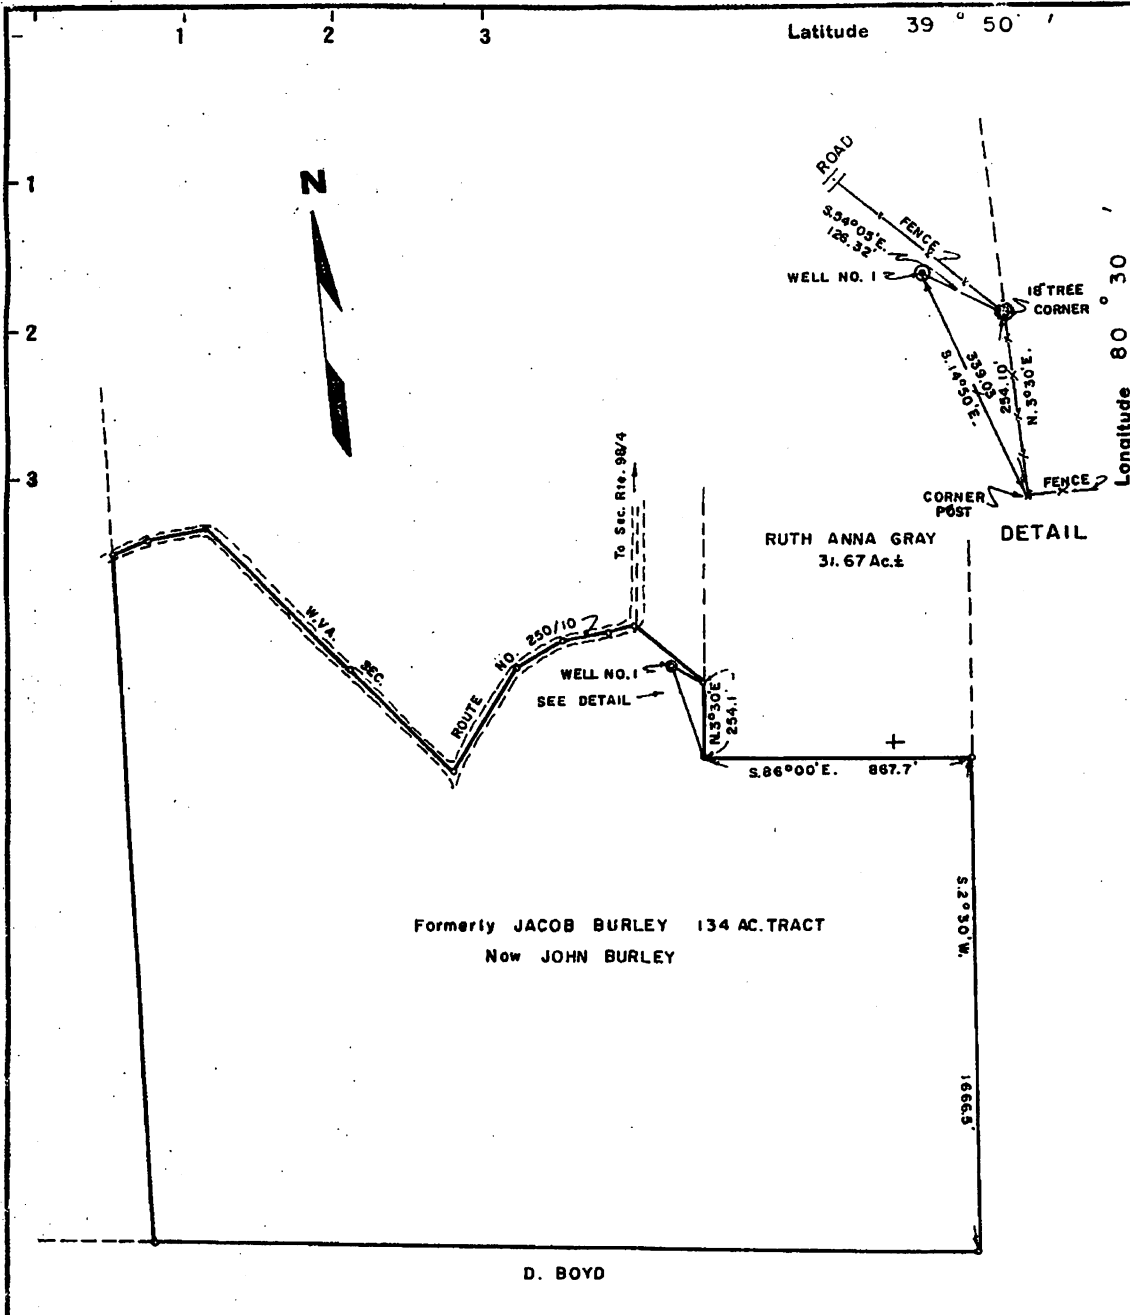 1 2 3
Latitude 39 ° 50 '
1
2
3
N
ROAD
FENCE
S.54°05'E.
126.32'
WELL NO. 1
18" TREE
CORNER
339.03
S.14°50'E.
254.10'
N.3°30'E.
CORNER
POST
FENCE
DETAIL
Longitude 80 ° 30 '
To Sec. Rte. 98/4
RUTH ANNA GRAY
31.67 Ac.±
W.VA. SEC. ROUTE NO. 250/10
WELL NO.1
SEE DETAIL
N.3°30'E
254.1'
S.86°00'E. 867.7'
S.2°30'W. 1666.5'
Formerly JACOB BURLEY 134 AC. TRACT
Now JOHN BURLEY
D. BOYD